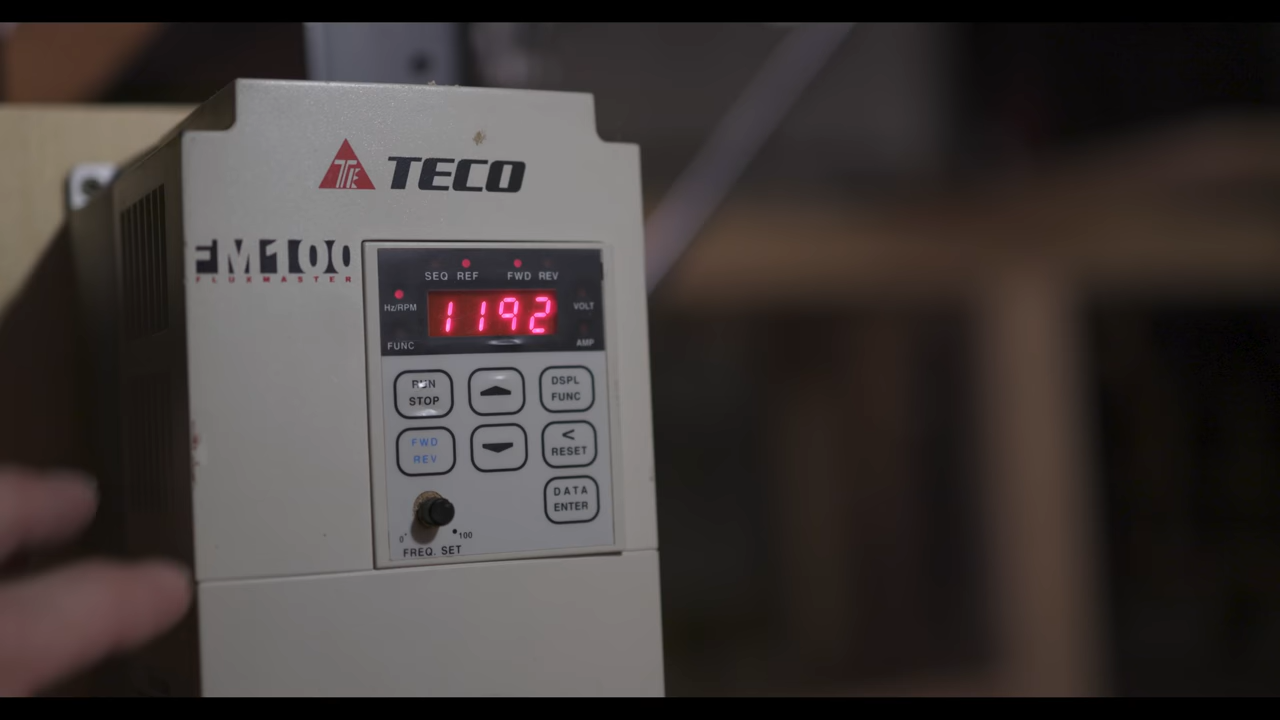 TECO
FM100
FLUXMASTER
SEQ REF FWD REV
Hz/RPM
1192
VOLT
FUNC
AMP
RUN
STOP
DSPL
FUNC
FWD
REV
<
RESET
DATA
ENTER
0
100
FREQ. SET